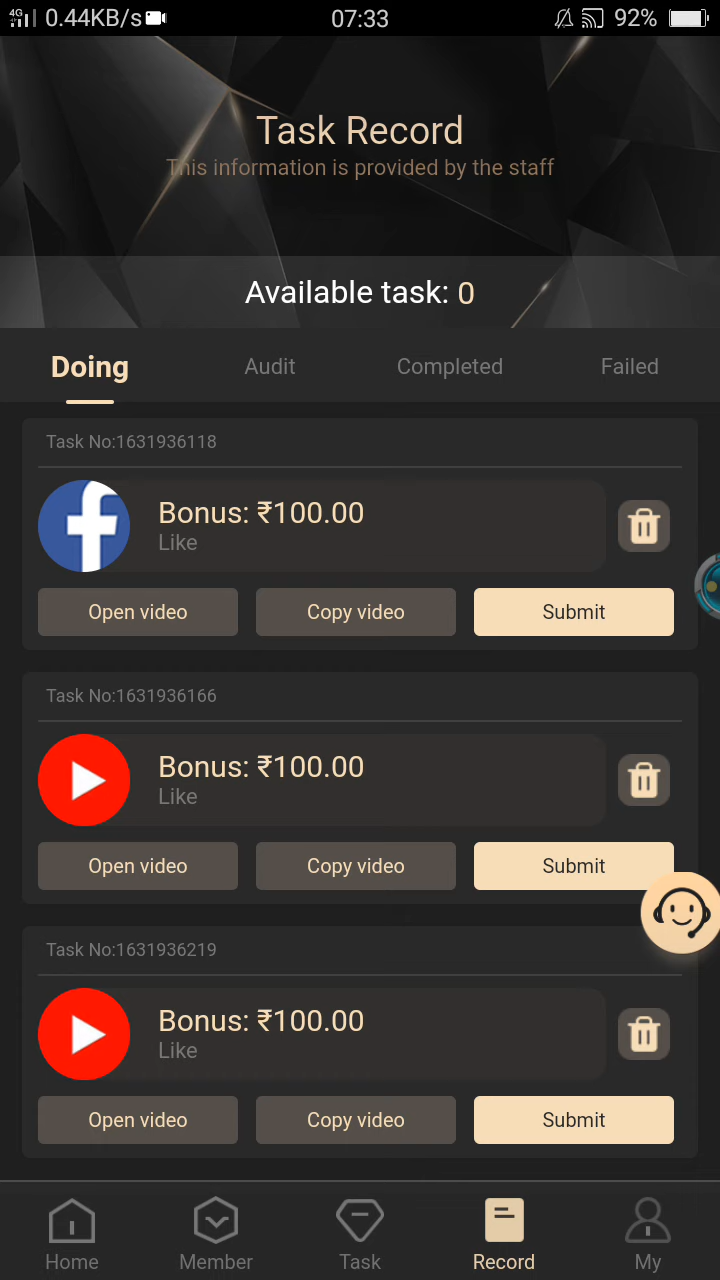 4G 0.44KB/s 07:33 92%
Task Record
This information is provided by the staff
Available task: 0
Doing Audit Completed Failed
Task No:1631936118
Bonus: ₹100.00
Like
Open video Copy video Submit
Task No:1631936166
Bonus: ₹100.00
Like
Open video Copy video Submit
Task No:1631936219
Bonus: ₹100.00
Like
Open video Copy video Submit
Home Member Task Record My